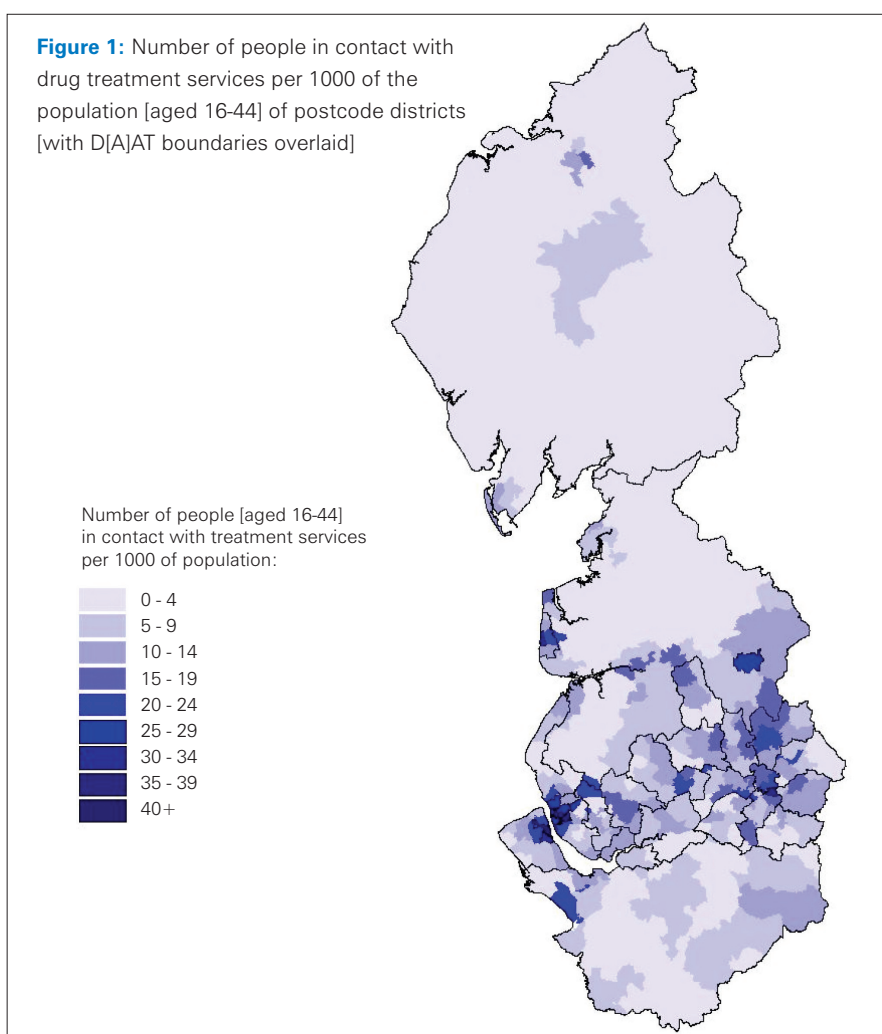 Figure 1: Number of people in contact with
drug treatment services per 1000 of the
population [aged 16-44] of postcode districts
[with D[A]AT boundaries overlaid]
Number of people [aged 16-44]
in contact with treatment services
per 1000 of population:
0 - 4
5 - 9
10 - 14
15 - 19
20 - 24
25 - 29
30 - 34
35 - 39
40+